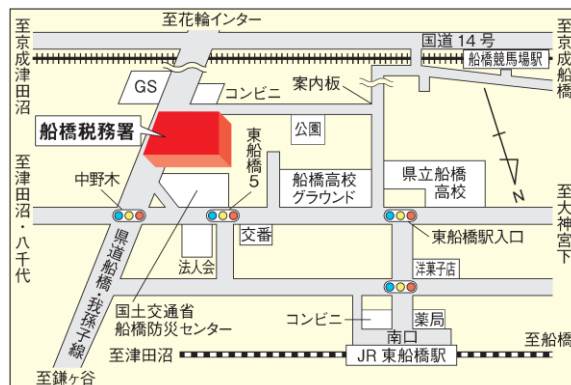 至花輪インター
至京成津田沼
国道14号
船橋競馬場駅
至京成船橋
GS
コンビニ
案内板
船橋税務署
公園
東船橋5
中野木
船橋高校
グラウンド
県立船橋
高校
N
至津田沼・八千代
交番
東船橋駅入口
至大神宮下
法人会
洋菓子店
県道船橋・我孫子線
国土交通省
船橋防災センター
コンビニ
薬局
南口
至津田沼
JR 東船橋駅
至船橋
至鎌ヶ谷